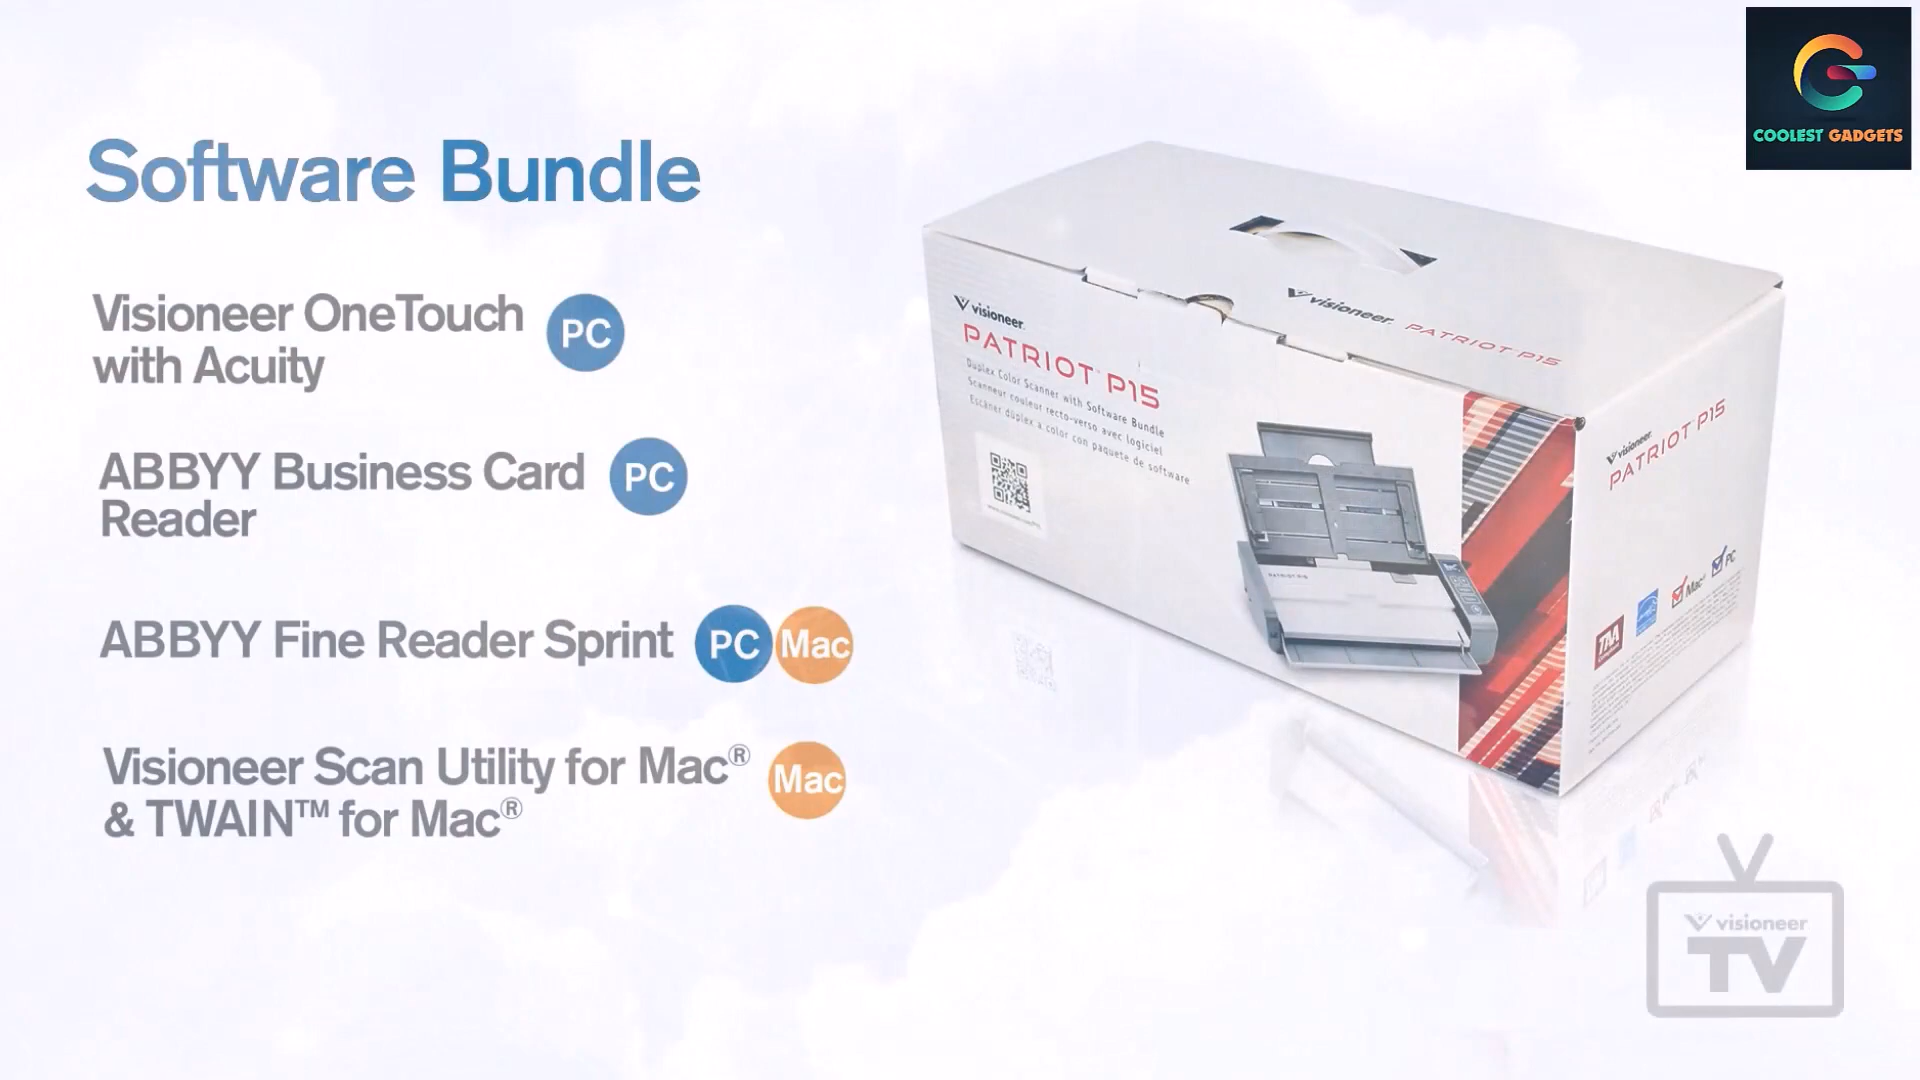 COOLEST GADGETS
Software Bundle
Visioneer OneTouch
with Acuity
PC
ABBYY Business Card
Reader
PC
ABBYY Fine Reader Sprint
PC Mac
Visioneer Scan Utility for Mac®
& TWAIN™ for Mac®
Mac
visioneer
PATRIOT P15
visioneer
PATRIOT™ P15
Duplex Color Scanner with Software Bundle
Scanneur couleur recto-verso avec logiciel
Escáner dúplex a color con paquete de software
PATRIOT P15
visioneer
PATRIOT P15
TAA
Mac
PC
visioneer
TV